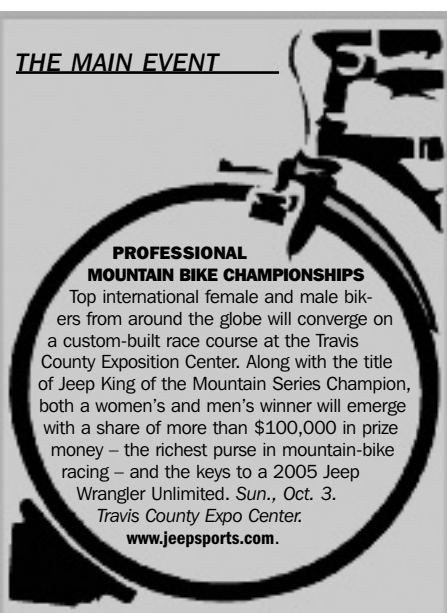 THE MAIN EVENT
PROFESSIONAL
MOUNTAIN BIKE CHAMPIONSHIPS
Top international female and male bik-
ers from around the globe will converge on
a custom-built race course at the Travis
County Exposition Center. Along with the title
of Jeep King of the Mountain Series Champion,
both a women's and men's winner will emerge
with a share of more than $100,000 in prize
money – the richest purse in mountain-bike
racing – and the keys to a 2005 Jeep
Wrangler Unlimited. Sun., Oct. 3.
Travis County Expo Center.
www.jeepsports.com.